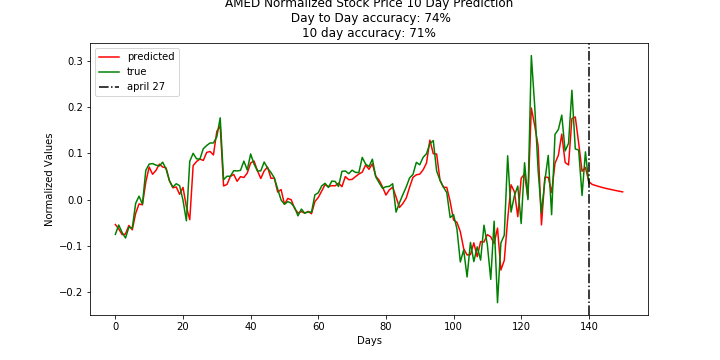 AMED Normalized Stock Price 10 Day Prediction
Day to Day accuracy: 74%
10 day accuracy: 71%
predicted
true
april 27
Normalized Values
0.3
0.2
0.1
0.0
−0.1
−0.2
0 20 40 60 80 100 120 140
Days